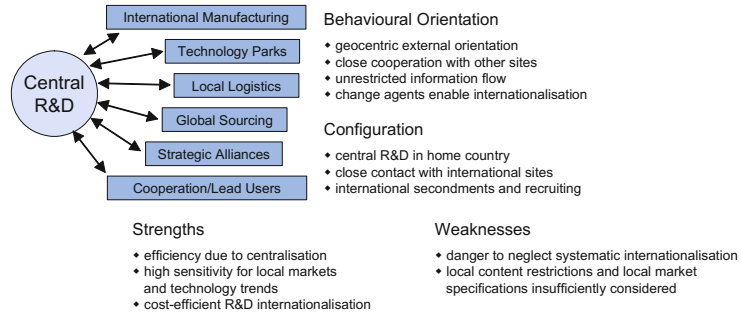 International Manufacturing
Technology Parks
Central
R&D
Local Logistics
Global Sourcing
Strategic Alliances
Cooperation/Lead Users
Behavioural Orientation
◆ geocentric external orientation
◆ close cooperation with other sites
◆ unrestricted information flow
◆ change agents enable internationalisation
Configuration
◆ central R&D in home country
◆ close contact with international sites
◆ international secondments and recruiting
Strengths
◆ efficiency due to centralisation
◆ high sensitivity for local markets
and technology trends
◆ cost-efficient R&D internationalisation
Weaknesses
◆ danger to neglect systematic internationalisation
◆ local content restrictions and local market
specifications insufficiently considered